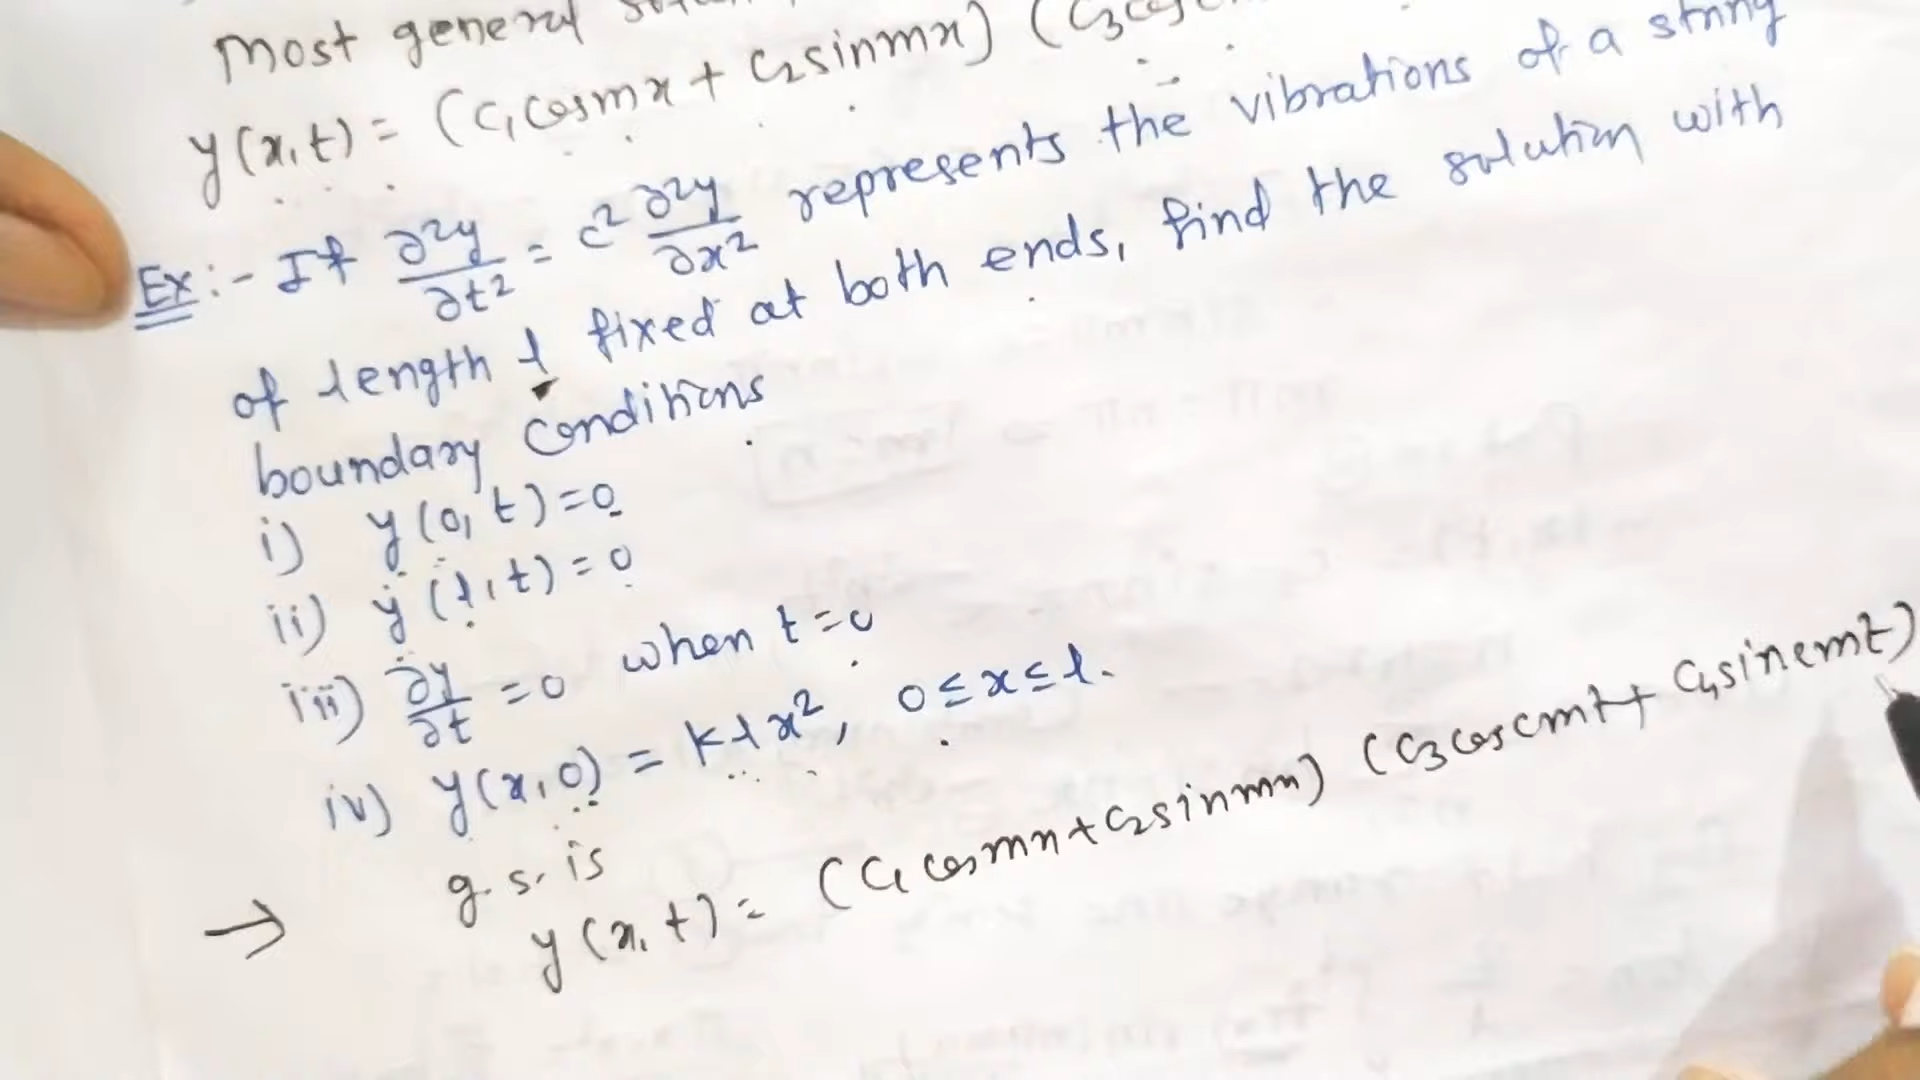 Most general
y(x,t) = (C₁cosmx + C₂sinmx) (C₃cos
Ex:- If ∂²y/∂t² = c² ∂²y/∂x² represents the vibrations of a string
of length l fixed at both ends, find the solution with
boundary conditions
i) y(0,t)=0
ii) y(l,t)=0
iii) ∂y/∂t =0 when t=0
iv) y(x,0) = klx², 0≤x≤l.
→ g.s. is
y(x,t) = (C₁cosmx+C₂sinmx) (C₃coscmt+C₄sincmt)